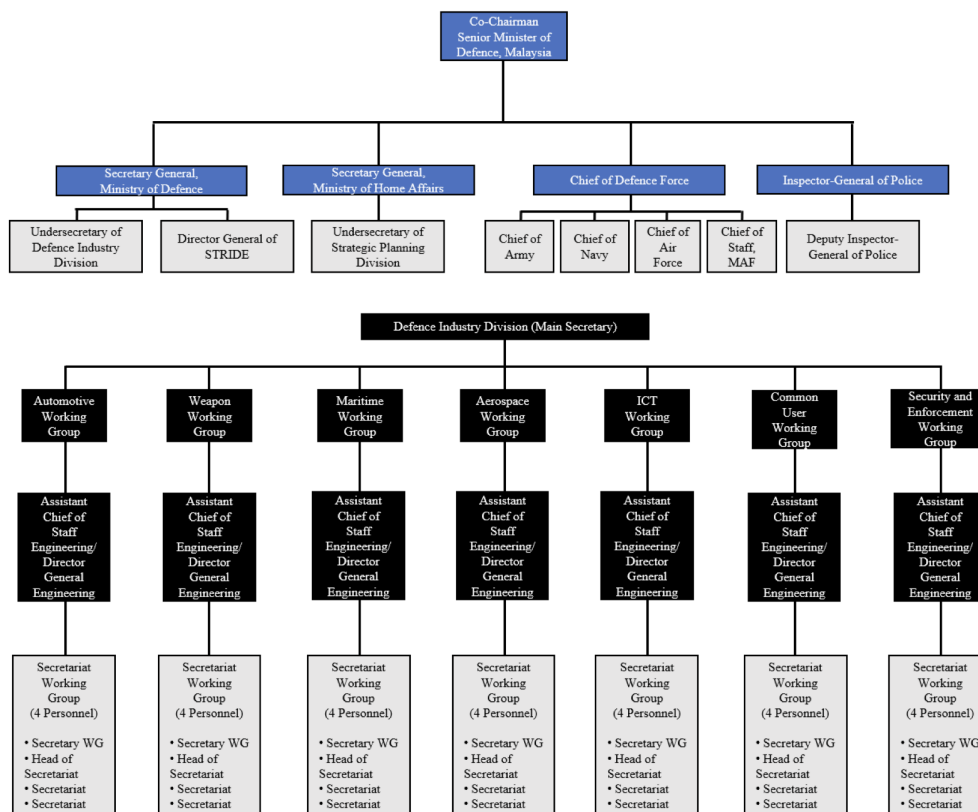 Co-Chairman
Senior Minister of
Defence, Malaysia
Secretary General,
Ministry of Defence
Secretary General,
Ministry of Home Affairs
Chief of Defence Force
Inspector-General of Police
Undersecretary of
Defence Industry
Division
Director General of
STRIDE
Undersecretary of
Strategic Planning
Division
Chief of
Army
Chief of
Navy
Chief of
Air
Force
Chief of
Staff,
MAF
Deputy Inspector-
General of Police
Defence Industry Division (Main Secretary)
Automotive
Working
Group
Weapon
Working
Group
Maritime
Working
Group
Aerospace
Working
Group
ICT
Working
Group
Common
User
Working
Group
Security and
Enforcement
Working
Group
Assistant
Chief of
Staff
Engineering/
Director
General
Engineering
Assistant
Chief of
Staff
Engineering/
Director
General
Engineering
Assistant
Chief of
Staff
Engineering/
Director
General
Engineering
Assistant
Chief of
Staff
Engineering/
Director
General
Engineering
Assistant
Chief of
Staff
Engineering/
Director
General
Engineering
Assistant
Chief of
Staff
Engineering/
Director
General
Engineering
Assistant
Chief of
Staff
Engineering/
Director
General
Engineering
Secretariat
Working
Group
(4 Personnel)
• Secretary WG
• Head of
Secretariat
• Secretariat
• Secretariat
Secretariat
Working
Group
(4 Personnel)
• Secretary WG
• Head of
Secretariat
• Secretariat
• Secretariat
Secretariat
Working
Group
(4 Personnel)
• Secretary WG
• Head of
Secretariat
• Secretariat
• Secretariat
Secretariat
Working
Group
(4 Personnel)
• Secretary WG
• Head of
Secretariat
• Secretariat
• Secretariat
Secretariat
Working
Group
(4 Personnel)
• Secretary WG
• Head of
Secretariat
• Secretariat
• Secretariat
Secretariat
Working
Group
(4 Personnel)
• Secretary WG
• Head of
Secretariat
• Secretariat
• Secretariat
Secretariat
Working
Group
(4 Personnel)
• Secretary WG
• Head of
Secretariat
• Secretariat
• Secretariat